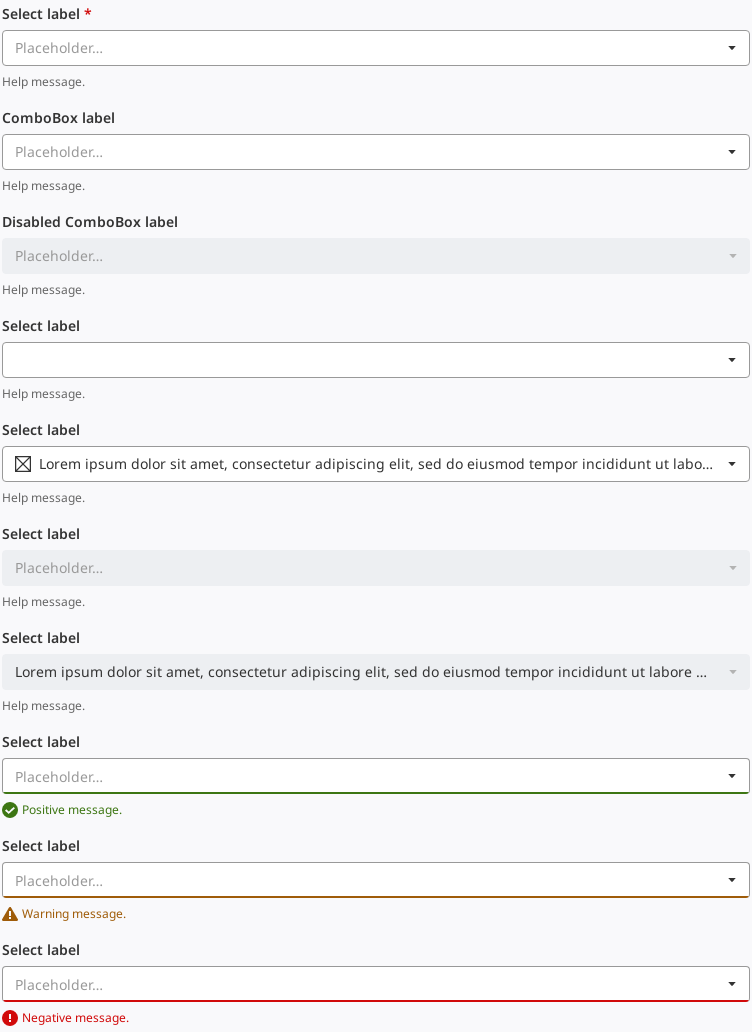 Select label *
Placeholder...
Help message.
ComboBox label
Placeholder...
Help message.
Disabled ComboBox label
Placeholder...
Help message.
Select label
Help message.
Select label
Lorem ipsum dolor sit amet, consectetur adipiscing elit, sed do eiusmod tempor incididunt ut labo...
Help message.
Select label
Placeholder...
Help message.
Select label
Lorem ipsum dolor sit amet, consectetur adipiscing elit, sed do eiusmod tempor incididunt ut labore ...
Help message.
Select label
Placeholder...
Positive message.
Select label
Placeholder...
Warning message.
Select label
Placeholder...
Negative message.